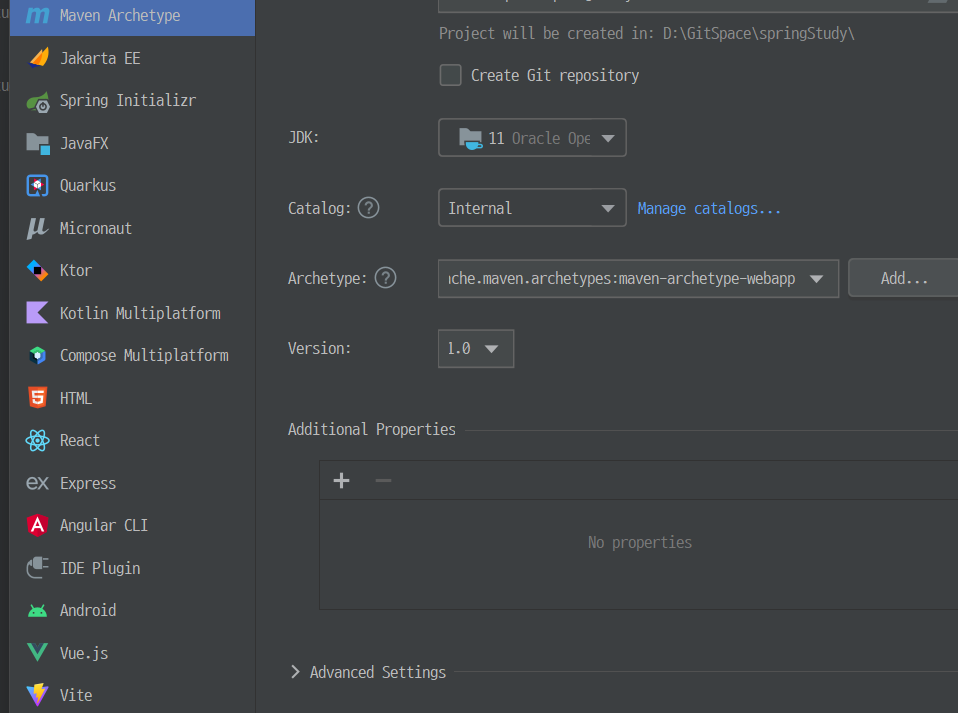 Maven Archetype
Jakarta EE
Spring Initializr
JavaFX
Quarkus
Micronaut
Ktor
Kotlin Multiplatform
Compose Multiplatform
HTML
React
Express
Angular CLI
IDE Plugin
Android
Vue.js
Vite
Project will be created in: D:\GitSpace\springStudy\
Create Git repository
JDK:
11 Oracle Ope
Catalog: ?
Internal
Manage catalogs...
Archetype: ?
che.maven.archetypes:maven-archetype-webapp
Add...
Version:
1.0
Additional Properties
No properties
Advanced Settings